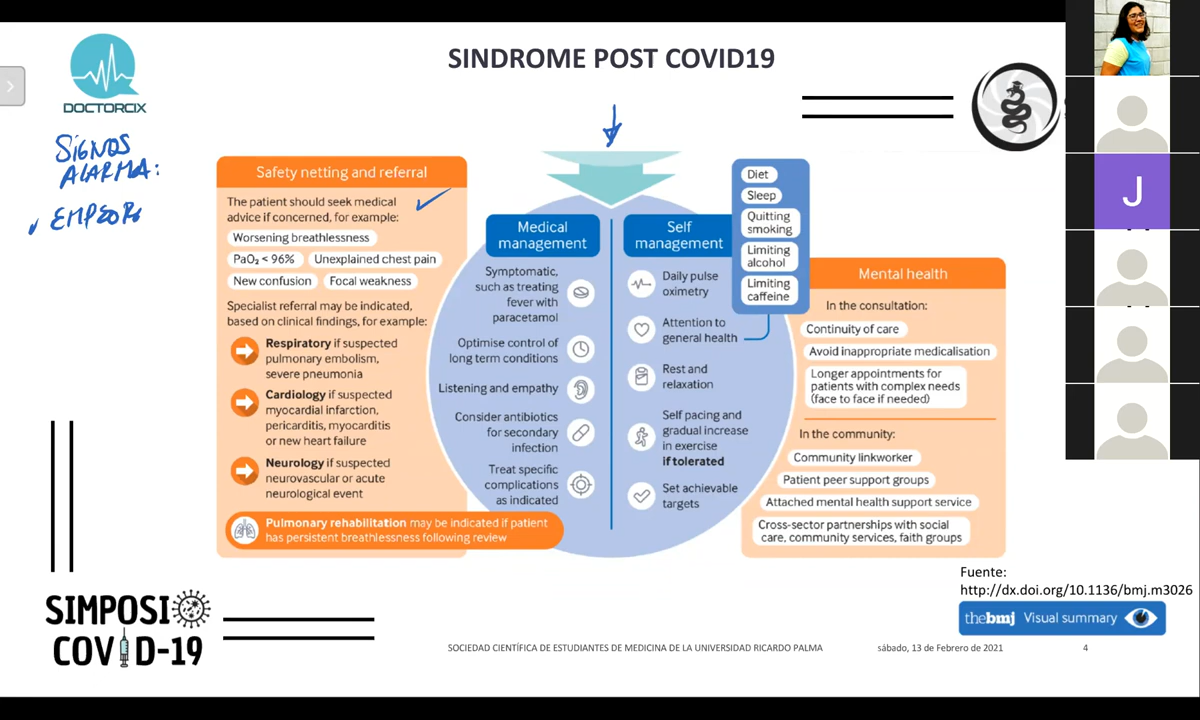 SINDROME POST COVID19
DOCTORCIX
SIGNOS
ALARMA:
Safety netting and referral
The patient should seek medical
advice if concerned, for example:
Worsening breathlessness
PaO₂ < 96%
Unexplained chest pain
New confusion
Focal weakness
Specialist referral may be indicated,
based on clinical findings, for example:
Respiratory if suspected
pulmonary embolism,
severe pneumonia
Cardiology if suspected
myocardial infarction,
pericarditis, myocarditis
or new heart failure
Neurology if suspected
neurovascular or acute
neurological event
Pulmonary rehabilitation may be indicated if patient
has persistent breathlessness following review
Medical
management
Symptomatic,
such as treating
fever with
paracetamol
Optimise control of
long term conditions
Listening and empathy
Consider antibiotics
for secondary
infection
Treat specific
complications
as indicated
Self
management
Daily pulse
oximetry
Attention to
general health
Rest and
relaxation
Self pacing and
gradual increase
in exercise
if tolerated
Set achievable
targets
Diet
Sleep
Quitting
smoking
Limiting
alcohol
Limiting
caffeine
Mental health
In the consultation:
Continuity of care
Avoid inappropriate medicalisation
Longer appointments for
patients with complex needs
(face to face if needed)
In the community:
Community linkworker
Patient peer support groups
Attached mental health support service
Cross-sector partnerships with social
care, community services, faith groups
Fuente:
http://dx.doi.org/10.1136/bmj.m3026
thebmj Visual summary
SIMPOSI
COVID-19
SOCIEDAD CIENTÍFICA DE ESTUDIANTES DE MEDICINA DE LA UNIVERSIDAD RICARDO PALMA
sábado, 13 de Febrero de 2021
4
J